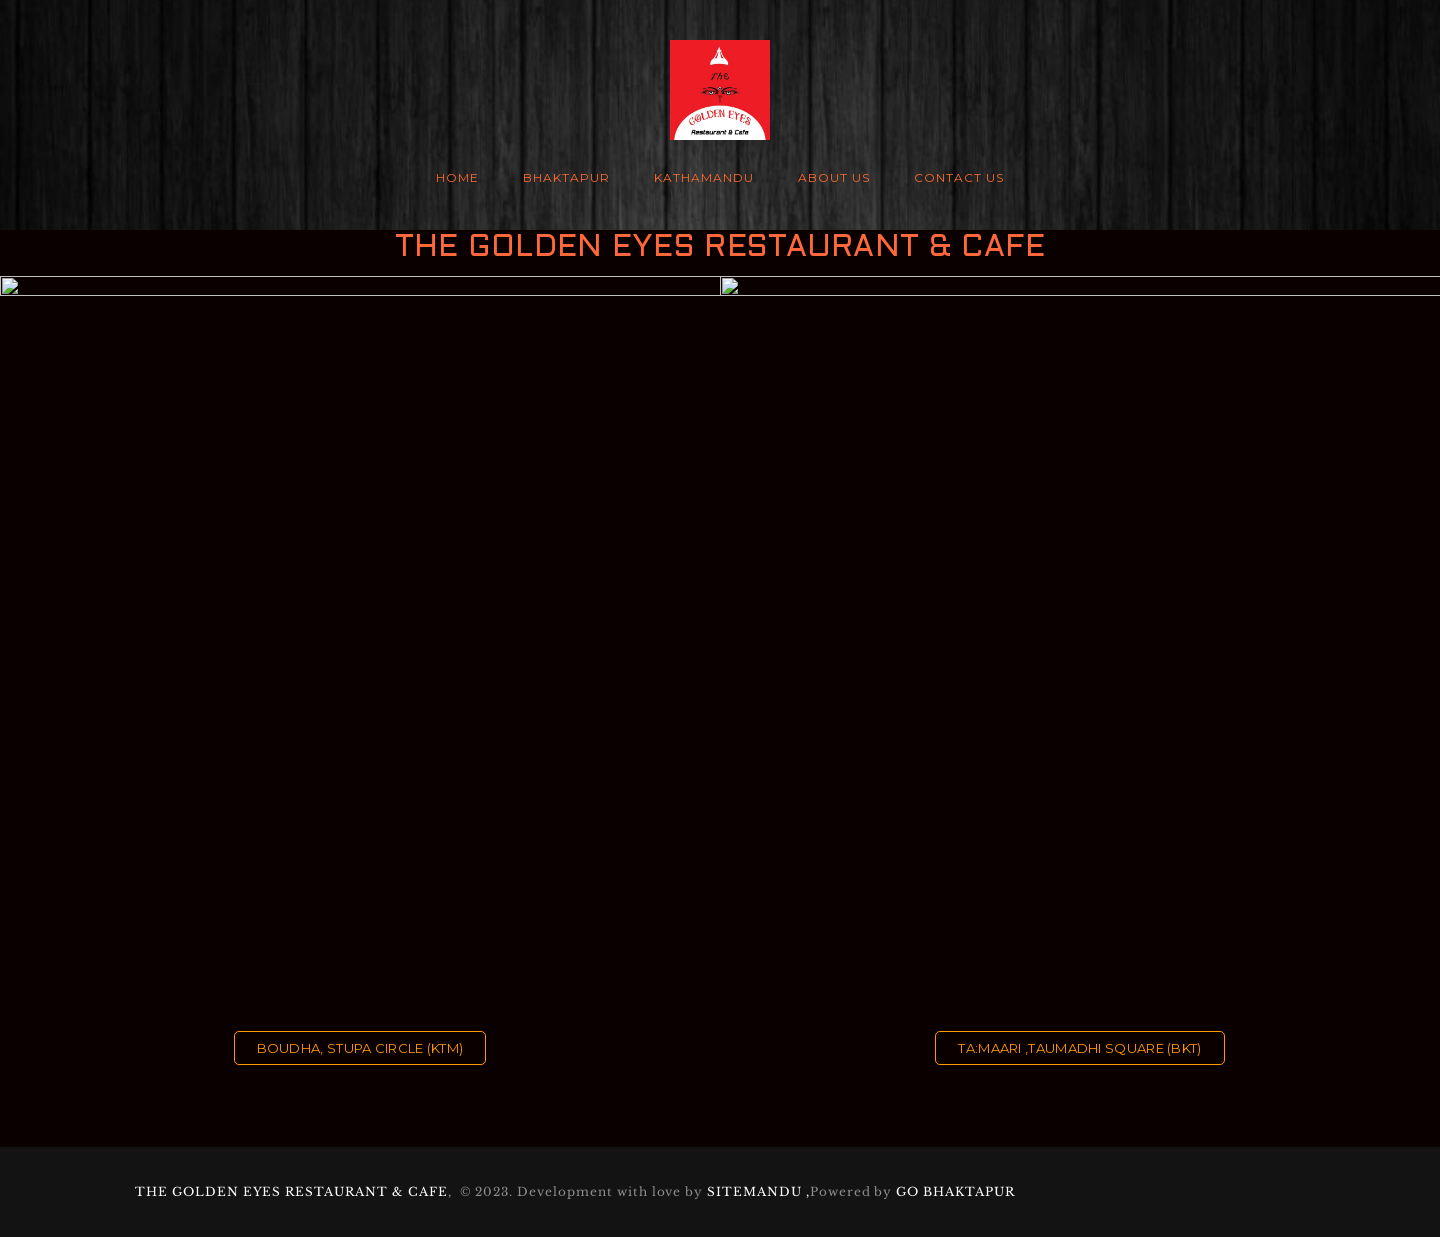 The
GOLDEN EYES
Restaurant & Cafe
HOME BHAKTAPUR KATHAMANDU ABOUT US CONTACT US
THE GOLDEN EYES RESTAURANT & CAFE
BOUDHA, STUPA CIRCLE (KTM) TA:MAARI ,TAUMADHI SQUARE (BKT)
THE GOLDEN EYES RESTAURANT & CAFE, © 2023. Development with love by SITEMANDU ,Powered by GO BHAKTAPUR